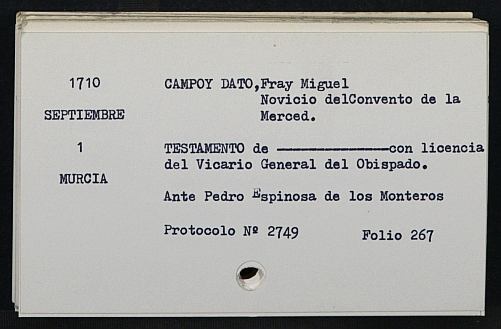 1710
SEPTIEMBRE
1
MURCIA
CAMPOY DATO,Fray Miguel
Novicio delConvento de la
Merced.
TESTAMENTO de ——————————con licencia
del Vicario General del Obispado.
Ante Pedro Espinosa de los Monteros
Protocolo Nº 2749
Folio 267